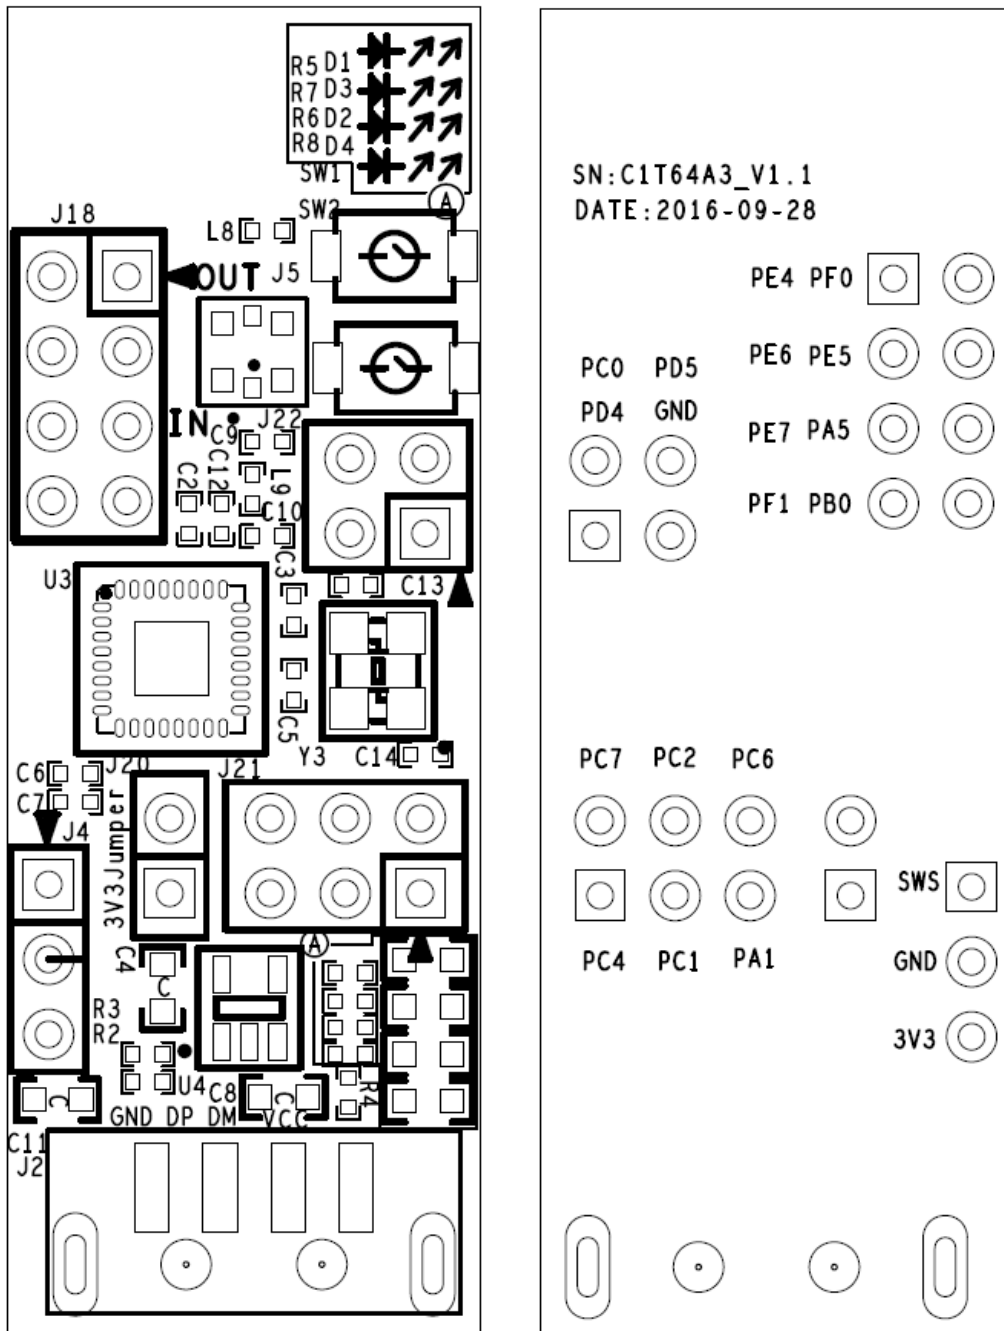 R5 D1
R7 D3
R6 D2
R8 D4
SW1
A
SW2
J18
L8
OUT
J5
IN
C9
J22
C2
C12
L9
C10
C3
C13
U3
C5
Y3
C14
J20
J21
C6
C7
J4
3V3Jumper
A
C4
C
R3
R2
U4
C8
R4
C
C
GND DP DM VCC
C11
J2
SN:C1T64A3_V1.1
DATE:2016-09-28
PE4 PF0
PE6 PE5
PC0 PD5
PD4 GND
PE7 PA5
PF1 PB0
PC7 PC2 PC6
SWS
PC4 PC1 PA1
GND
3V3